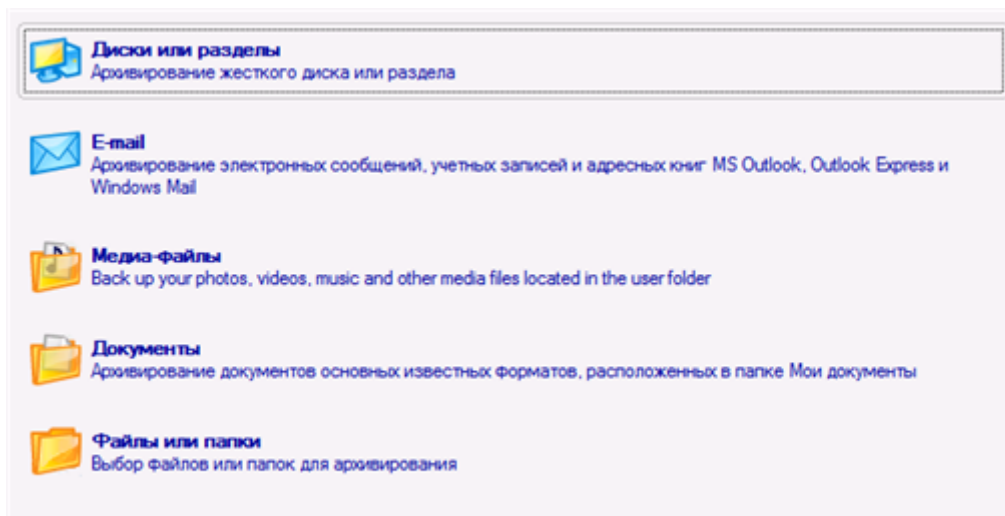 Диски или разделы
Архивирование жесткого диска или раздела
E-mail
Архивирование электронных сообщений, учетных записей и адресных книг MS Outlook, Outlook Express и
Windows Mail
Медиа-файлы
Back up your photos, videos, music and other media files located in the user folder
Документы
Архивирование документов основных известных форматов, расположенных в папке Мои документы
Файлы или папки
Выбор файлов или папок для архивирования